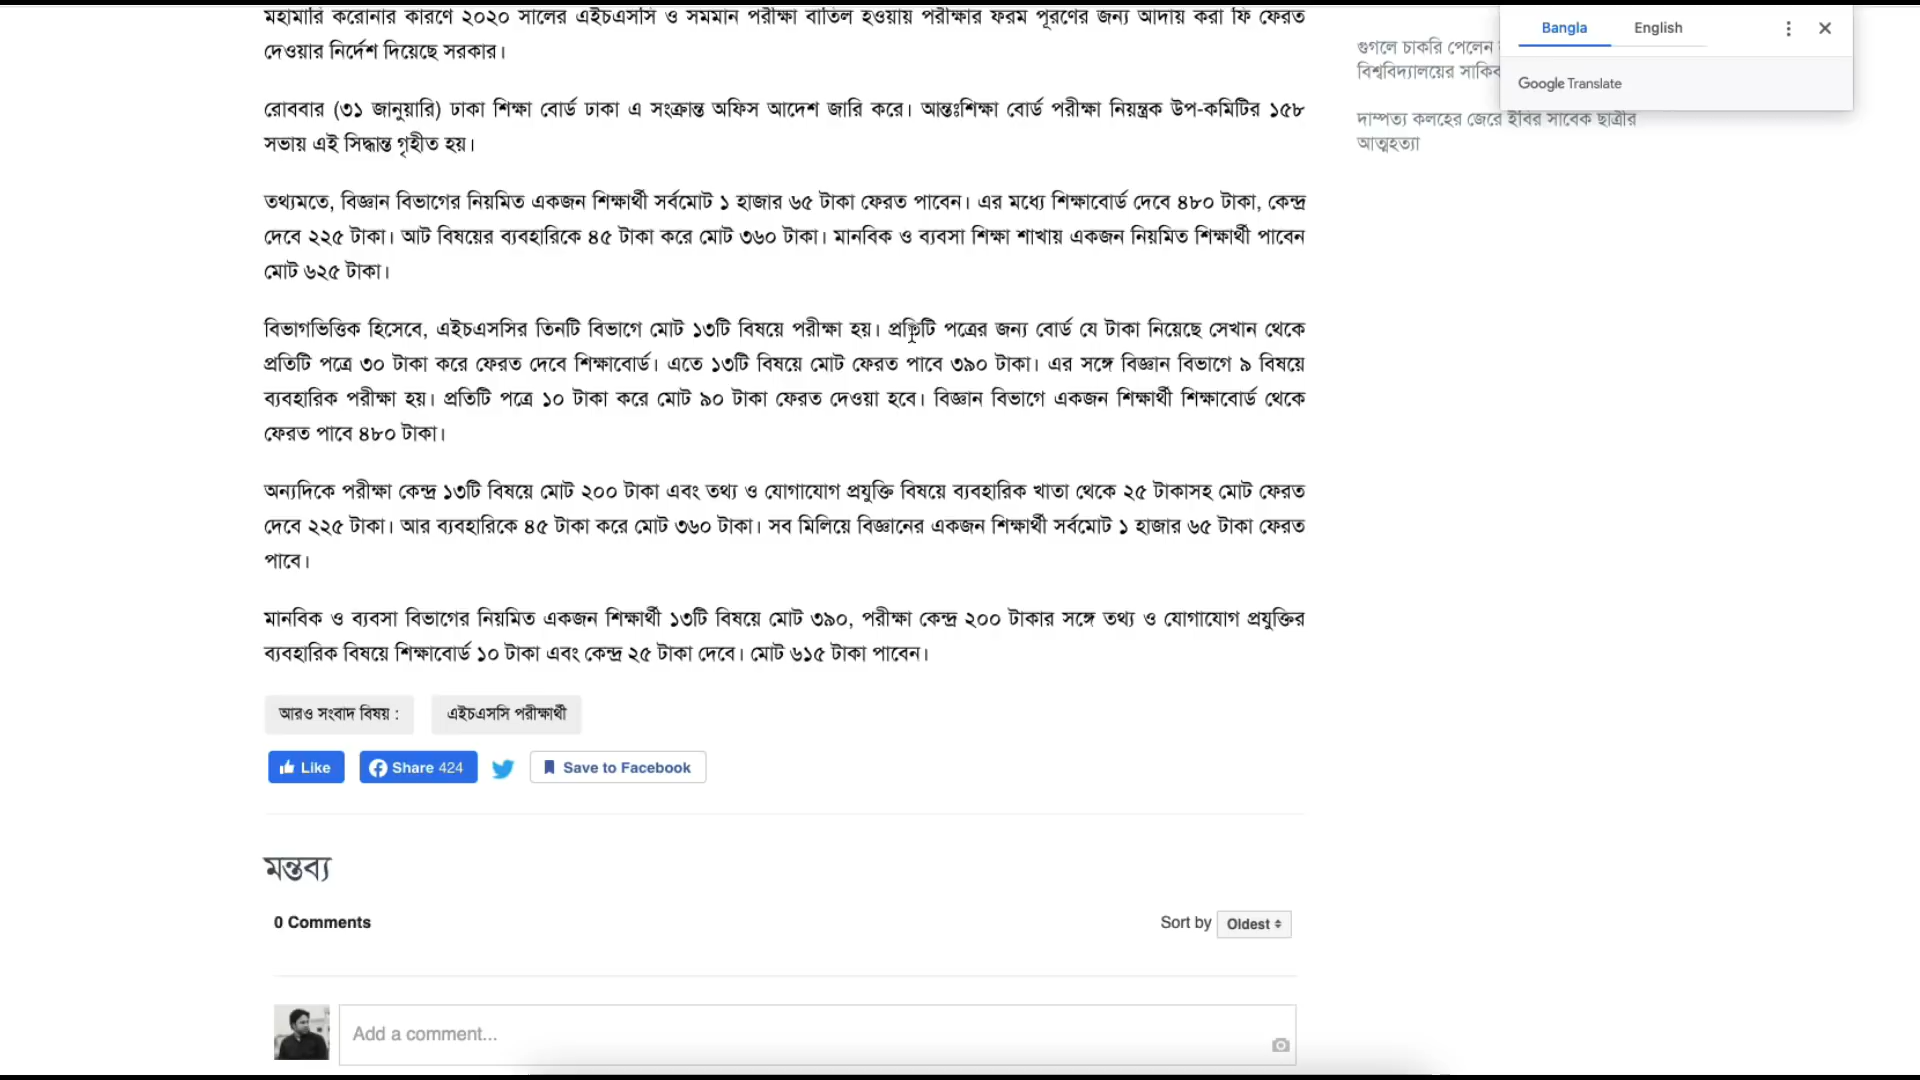 মহামারি করোনার কারণে ২০২০ সালের এইচএসসি ও সমমান পরীক্ষা বাতিল হওয়ায় পরীক্ষার ফরম পূরণের জন্য আদায় করা ফি ফেরত
দেওয়ার নির্দেশ দিয়েছে সরকার।
রোববার (৩১ জানুয়ারি) ঢাকা শিক্ষা বোর্ড ঢাকা এ সংক্রান্ত অফিস আদেশ জারি করে। আন্তঃশিক্ষা বোর্ড পরীক্ষা নিয়ন্ত্রক উপ-কমিটির ১৫৮
সভায় এই সিদ্ধান্ত গৃহীত হয়।
তথ্যমতে, বিজ্ঞান বিভাগের নিয়মিত একজন শিক্ষার্থী সর্বমোট ১ হাজার ৬৫ টাকা ফেরত পাবেন। এর মধ্যে শিক্ষাবোর্ড দেবে ৪৮০ টাকা, কেন্দ্র
দেবে ২২৫ টাকা। আট বিষয়ের ব্যবহারিকে ৪৫ টাকা করে মোট ৩৬০ টাকা। মানবিক ও ব্যবসা শিক্ষা শাখায় একজন নিয়মিত শিক্ষার্থী পাবেন
মোট ৬২৫ টাকা।
বিভাগভিত্তিক হিসেবে, এইচএসসির তিনটি বিভাগে মোট ১৩টি বিষয়ে পরীক্ষা হয়। প্রতিটি পত্রের জন্য বোর্ড যে টাকা নিয়েছে সেখান থেকে
প্রতিটি পত্রে ৩০ টাকা করে ফেরত দেবে শিক্ষাবোর্ড। এতে ১৩টি বিষয়ে মোট ফেরত পাবে ৩৯০ টাকা। এর সঙ্গে বিজ্ঞান বিভাগে ৯ বিষয়ে
ব্যবহারিক পরীক্ষা হয়। প্রতিটি পত্রে ১০ টাকা করে মোট ৯০ টাকা ফেরত দেওয়া হবে। বিজ্ঞান বিভাগে একজন শিক্ষার্থী শিক্ষাবোর্ড থেকে
ফেরত পাবে ৪৮০ টাকা।
অন্যদিকে পরীক্ষা কেন্দ্র ১৩টি বিষয়ে মোট ২০০ টাকা এবং তথ্য ও যোগাযোগ প্রযুক্তি বিষয়ে ব্যবহারিক খাতা থেকে ২৫ টাকাসহ মোট ফেরত
দেবে ২২৫ টাকা। আর ব্যবহারিকে ৪৫ টাকা করে মোট ৩৬০ টাকা। সব মিলিয়ে বিজ্ঞানের একজন শিক্ষার্থী সর্বমোট ১ হাজার ৬৫ টাকা ফেরত
পাবে।
মানবিক ও ব্যবসা বিভাগের নিয়মিত একজন শিক্ষার্থী ১৩টি বিষয়ে মোট ৩৯০, পরীক্ষা কেন্দ্র ২০০ টাকার সঙ্গে তথ্য ও যোগাযোগ প্রযুক্তির
ব্যবহারিক বিষয়ে শিক্ষাবোর্ড ১০ টাকা এবং কেন্দ্র ২৫ টাকা দেবে। মোট ৬১৫ টাকা পাবেন।
আরও সংবাদ বিষয় : এইচএসসি পরীক্ষার্থী
Like Share 424 Save to Facebook
মন্তব্য
0 Comments
Sort by Oldest
Add a comment...
Bangla English
Google Translate
গুগলে চাকরি পেলেন
বিশ্ববিদ্যালয়ের
দাম্পত্য কলহের জেরে ইবির সাবেক ছাত্রীর
আত্মহত্যা